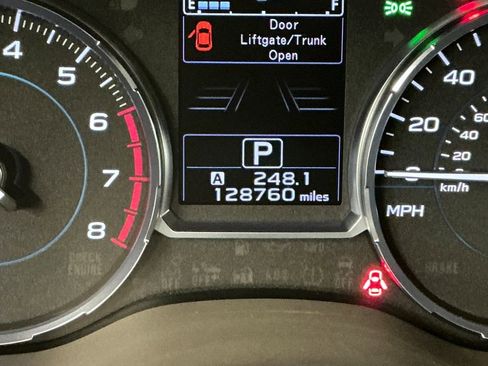 E F
Door
Liftgate/Trunk
Open
4
5
6
7
8
P
A 248.1
128760 miles
40
20
0
60
40
20
km/h
MPH
CHECK
ENGINE
BRAKE